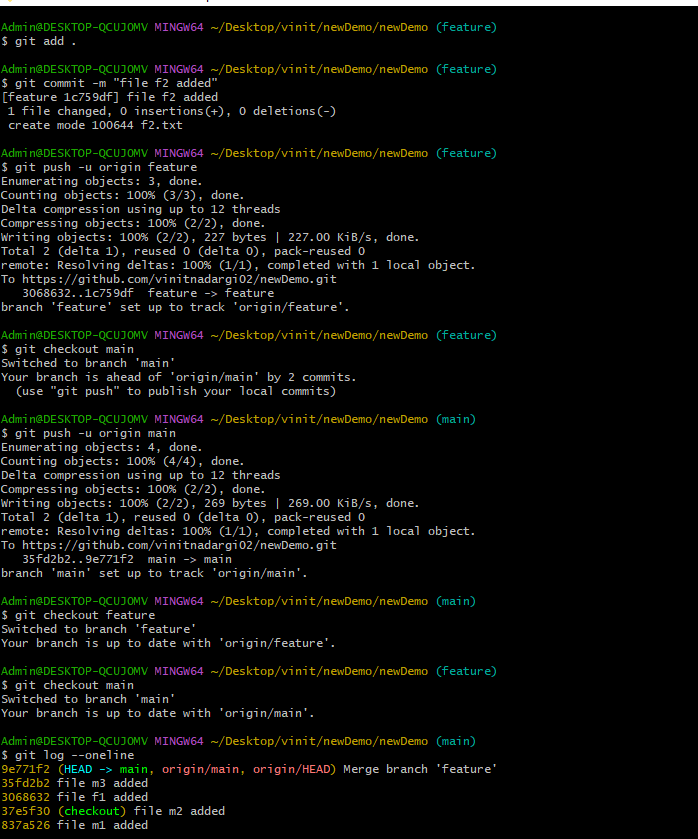 Admin@DESKTOP-QCUJOMV MINGW64 ~/Desktop/vinit/newDemo/newDemo (feature)
$ git add .
Admin@DESKTOP-QCUJOMV MINGW64 ~/Desktop/vinit/newDemo/newDemo (feature)
$ git commit -m "file f2 added"
[feature 1c759df] file f2 added
 1 file changed, 0 insertions(+), 0 deletions(-)
 create mode 100644 f2.txt
Admin@DESKTOP-QCUJOMV MINGW64 ~/Desktop/vinit/newDemo/newDemo (feature)
$ git push -u origin feature
Enumerating objects: 3, done.
Counting objects: 100% (3/3), done.
Delta compression using up to 12 threads
Compressing objects: 100% (2/2), done.
Writing objects: 100% (2/2), 227 bytes | 227.00 KiB/s, done.
Total 2 (delta 1), reused 0 (delta 0), pack-reused 0
remote: Resolving deltas: 100% (1/1), completed with 1 local object.
To https://github.com/vinitnadargi02/newDemo.git
   3068632..1c759df  feature -> feature
branch 'feature' set up to track 'origin/feature'.
Admin@DESKTOP-QCUJOMV MINGW64 ~/Desktop/vinit/newDemo/newDemo (feature)
$ git checkout main
Switched to branch 'main'
Your branch is ahead of 'origin/main' by 2 commits.
  (use "git push" to publish your local commits)
Admin@DESKTOP-QCUJOMV MINGW64 ~/Desktop/vinit/newDemo/newDemo (main)
$ git push -u origin main
Enumerating objects: 4, done.
Counting objects: 100% (4/4), done.
Delta compression using up to 12 threads
Compressing objects: 100% (2/2), done.
Writing objects: 100% (2/2), 269 bytes | 269.00 KiB/s, done.
Total 2 (delta 1), reused 0 (delta 0), pack-reused 0
remote: Resolving deltas: 100% (1/1), completed with 1 local object.
To https://github.com/vinitnadargi02/newDemo.git
   35fd2b2..9e771f2  main -> main
branch 'main' set up to track 'origin/main'.
Admin@DESKTOP-QCUJOMV MINGW64 ~/Desktop/vinit/newDemo/newDemo (main)
$ git checkout feature
Switched to branch 'feature'
Your branch is up to date with 'origin/feature'.
Admin@DESKTOP-QCUJOMV MINGW64 ~/Desktop/vinit/newDemo/newDemo (feature)
$ git checkout main
Switched to branch 'main'
Your branch is up to date with 'origin/main'.
Admin@DESKTOP-QCUJOMV MINGW64 ~/Desktop/vinit/newDemo/newDemo (main)
$ git log --oneline
9e771f2 (HEAD -> main, origin/main, origin/HEAD) Merge branch 'feature'
35fd2b2 file m3 added
3068632 file f1 added
37e5f30 (checkout) file m2 added
837a526 file m1 added